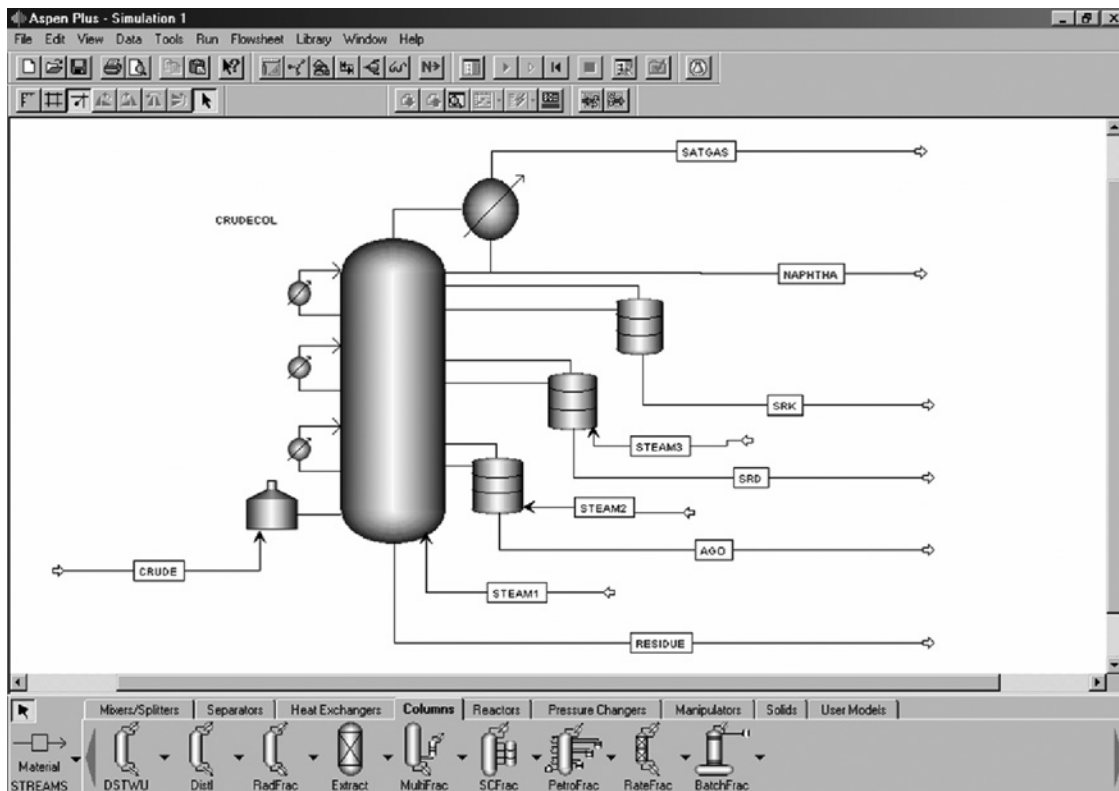 Aspen Plus - Simulation 1
File Edit View Data Tools Run Flowsheet Library Window Help
N
SATGAS
CRUDECOL
NAPHTHA
SRK
STEAM3
SRD
STEAM2
AGO
CRUDE
STEAM1
RESIDUE
Mixers/Splitters Separators Heat Exchangers Columns Reactors Pressure Changers Manipulators Solids User Models
Material
STREAMS DSTWU Distl RadFrac Extract MultiFrac SCFrac PetroFrac RateFrac BatchFrac